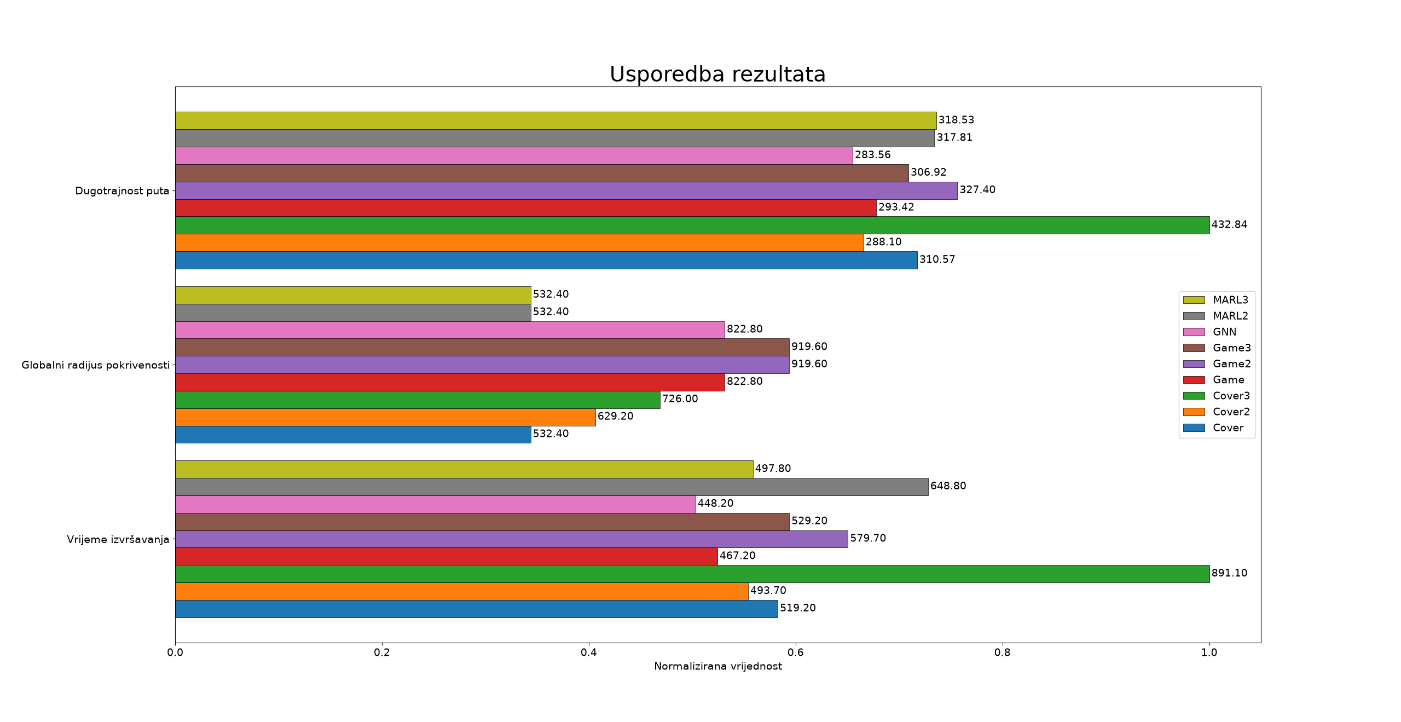 Usporedba rezultata
318.53
317.81
283.56
306.92
Dugotrajnost puta
327.40
293.42
432.84
288.10
310.57
532.40
532.40
822.80
919.60
Globalni radijus pokrivenosti
919.60
822.80
726.00
629.20
532.40
MARL3
MARL2
GNN
Game3
Game2
Game
Cover3
Cover2
Cover
497.80
648.80
448.20
529.20
Vrijeme izvršavanja
579.70
467.20
891.10
493.70
519.20
0.0 0.2 0.4 0.6 0.8 1.0
Normalizirana vrijednost